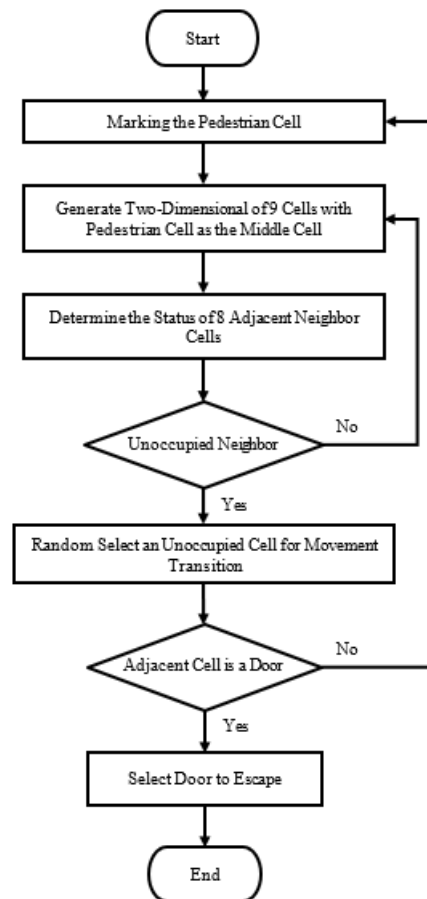 Start
Marking the Pedestrian Cell
Generate Two-Dimensional of 9 Cells with
Pedestrian Cell as the Middle Cell
Determine the Status of 8 Adjacent Neighbor
Cells
Unoccupied Neighbor
No
Yes
Random Select an Unoccupied Cell for Movement
Transition
Adjacent Cell is a Door
No
Yes
Select Door to Escape
End